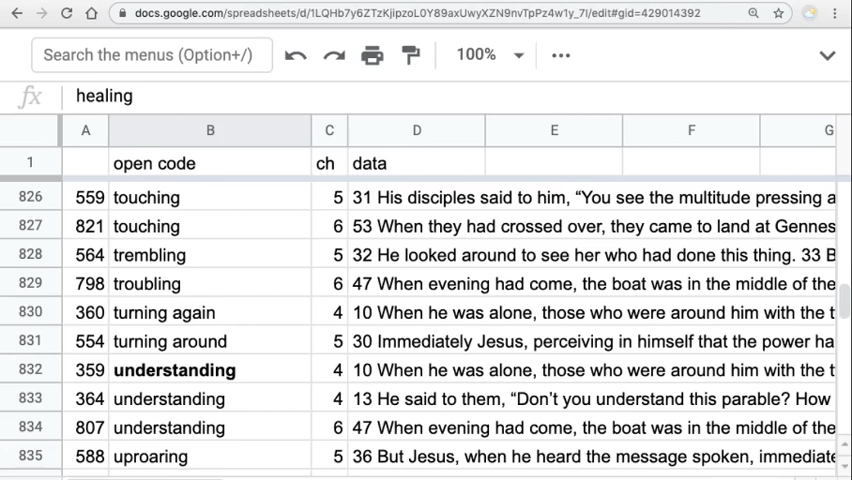 docs.google.com/spreadsheets/d/1LQHb7y6ZTzKjipzoL0Y89axUwyXZN9nvTpPz4w1y_7I/edit#gid=429014392
Search the menus (Option+/) 100%
fx healing
A B C D E F G
1 open code ch data
826 559 touching 5 31 His disciples said to him, “You see the multitude pressing a
827 821 touching 6 53 When they had crossed over, they came to land at Gennes
828 564 trembling 5 32 He looked around to see her who had done this thing. 33 B
829 798 troubling 6 47 When evening had come, the boat was in the middle of the
830 360 turning again 4 10 When he was alone, those who were around him with the t
831 554 turning around 5 30 Immediately Jesus, perceiving in himself that the power ha
832 359 understanding 4 10 When he was alone, those who were around him with the t
833 364 understanding 4 13 He said to them, “Don’t you understand this parable? How
834 807 understanding 6 47 When evening had come, the boat was in the middle of the
835 588 uproaring 5 36 But Jesus, when he heard the message spoken, immediate